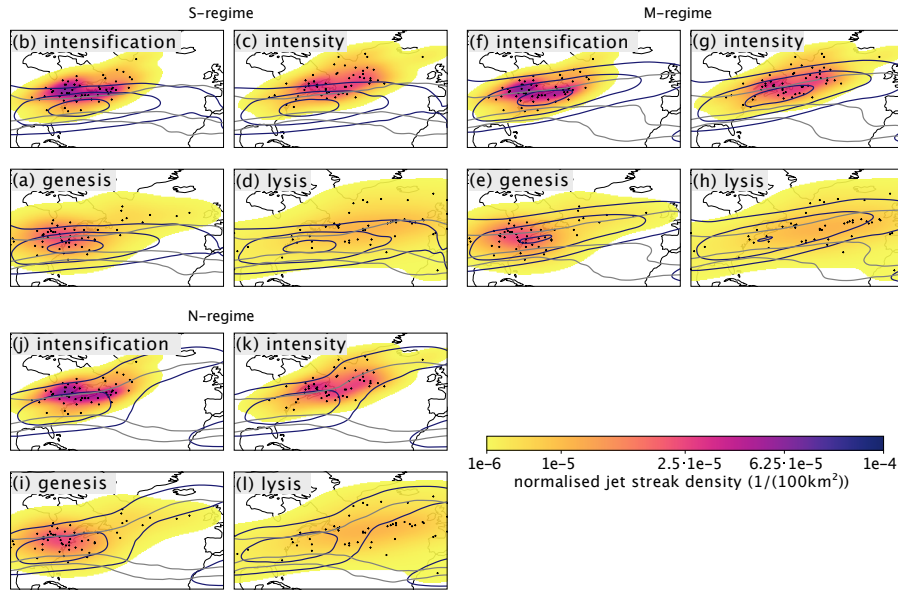 S-regime
M-regime
(b) intensification
(c) intensity
(f) intensification
(g) intensity
(a) genesis
(d) lysis
(e) genesis
(h) lysis
N-regime
(j) intensification
(k) intensity
(i) genesis
(l) lysis
1e-6
1e-5
2.5·1e-5
6.25·1e-5
1e-4
normalised jet streak density (1/(100km²))